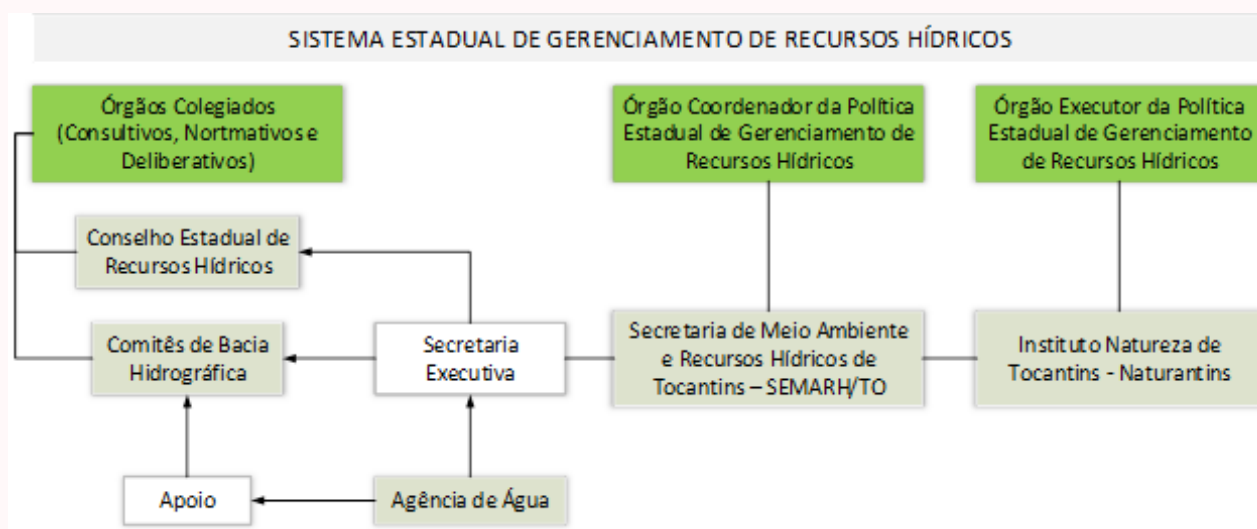 SISTEMA ESTADUAL DE GERENCIAMENTO DE RECURSOS HÍDRICOS
Órgãos Colegiados
(Consultivos, Nortmativos e
Deliberativos)
Órgão Coordenador da Política
Estadual de Gerenciamento de
Recursos Hídricos
Órgão Executor da Política
Estadual de Gerenciamento
de Recursos Hídricos
Conselho Estadual de
Recursos Hídricos
Comitês de Bacia
Hidrográfica
Secretaria
Executiva
Secretaria de Meio Ambiente
e Recursos Hídricos de
Tocantins – SEMARH/TO
Instituto Natureza de
Tocantins - Naturantins
Apoio
Agência de Água